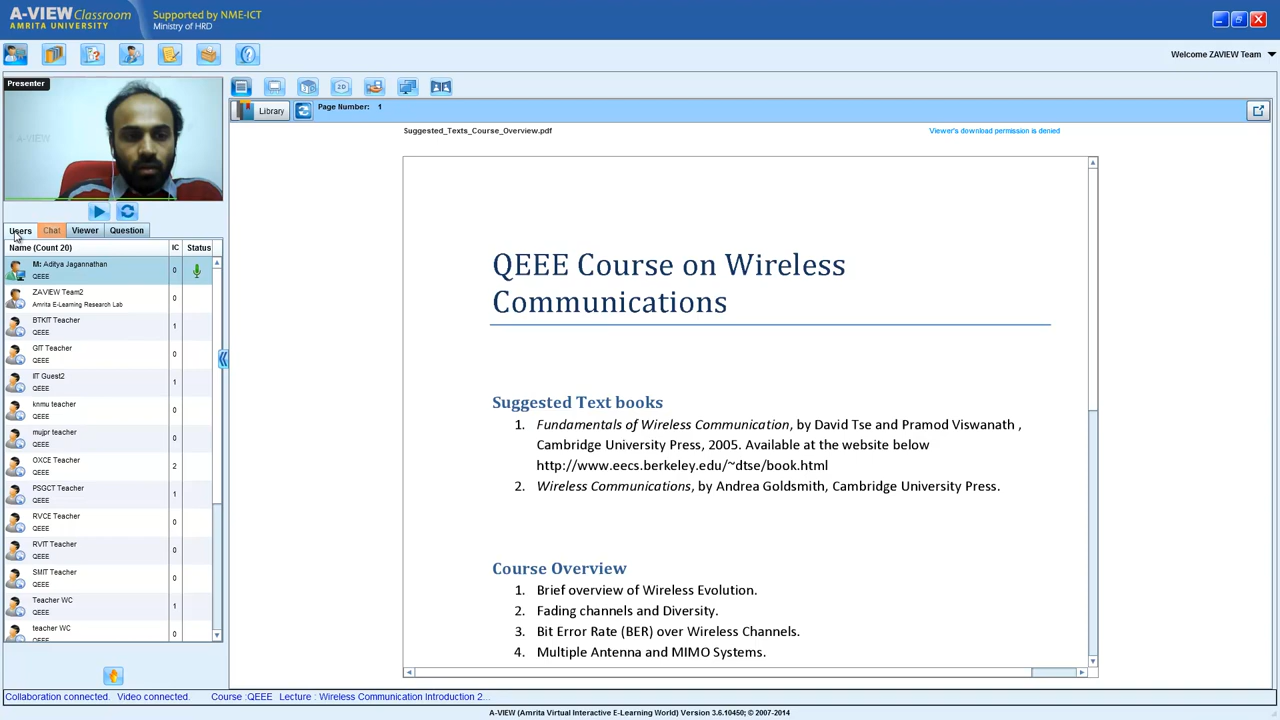 A-VIEW Classroom
AMRITA UNIVERSITY
Supported by NME-ICT
Ministry of HRD
Welcome ZAVIEW Team
Presenter
A-VIEW
2D
Library
Page Number: 1
Users Chat Viewer Question
Suggested_Texts_Course_Overview.pdf
Viewer's download permission is denied
Name (Count 20) IC Status
M: Aditya Jagannathan 0
QEEE
ZAVIEW Team2 0
Amrita E-Learning Research Lab
BTKIT Teacher 1
QEEE
GIT Teacher 0
QEEE
IIT Guest2 1
QEEE
knmu teacher 0
QEEE
mujpr teacher 0
QEEE
OXCE Teacher 2
QEEE
PSGCT Teacher 1
QEEE
RVCE Teacher 0
QEEE
RVIT Teacher 0
QEEE
SMIT Teacher 0
QEEE
Teacher WC 1
QEEE
teacher WC 0
QEEE
QEEE Course on Wireless
Communications
Suggested Text books
1. Fundamentals of Wireless Communication, by David Tse and Pramod Viswanath ,
Cambridge University Press, 2005. Available at the website below
http://www.eecs.berkeley.edu/~dtse/book.html
2. Wireless Communications, by Andrea Goldsmith, Cambridge University Press.
Course Overview
1. Brief overview of Wireless Evolution.
2. Fading channels and Diversity.
3. Bit Error Rate (BER) over Wireless Channels.
4. Multiple Antenna and MIMO Systems.
Collaboration connected. Video connected. Course :QEEE Lecture : Wireless Communication Introduction 2...
A-VIEW (Amrita Virtual Interactive E-Learning World) Version 3.6.10450; © 2007-2014